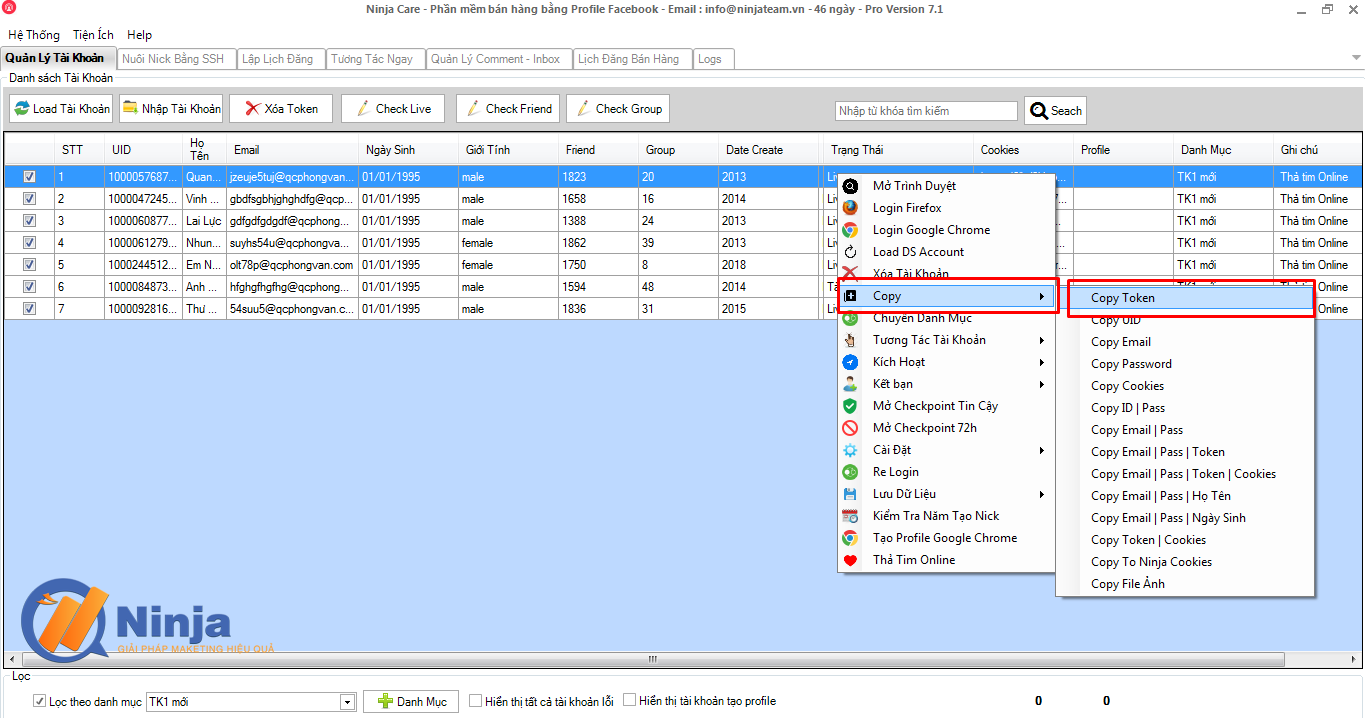 Ninja Care - Phần mềm bán hàng bằng Profile Facebook - Email : info@ninjateam.vn - 46 ngày - Pro Version 7.1
Hệ Thống Tiện Ích Help
Quản Lý Tài Khoản Nuôi Nick Bằng SSH Lập Lịch Đăng Tương Tác Ngay Quản Lý Comment - Inbox Lịch Đăng Bán Hàng Logs
Danh sách Tài Khoản
Load Tài Khoản Nhập Tài Khoản Xóa Token Check Live Check Friend Check Group Nhập từ khóa tìm kiếm Seach
STT UID Họ Tên Email Ngày Sinh Giới Tính Friend Group Date Create Trạng Thái Cookies Profile Danh Mục Ghi chú
1 1000057687... Quan... jzeuje5tuj@qcphongvan... 01/01/1995 male 1823 20 2013 TK1 mới Thả tim Online
2 1000047245... Vinh ... gbdfsgbhjghghdfg@qcp... 01/01/1995 male 1658 16 2014 TK1 mới Thả tim Online
3 1000060877... Lai Lực gdfgdfgdgdf@qcphong... 01/01/1995 male 1388 24 2013 TK1 mới Thả tim Online
4 1000061279... Nhun... suyhs54u@qcphongva... 01/01/1995 female 1862 39 2013 TK1 mới Thả tim Online
5 1000244512... Em N... olt78p@qcphongvan.com 01/01/1995 female 1750 8 2018 TK1 mới Thả tim Online
6 1000084873... Anh ... hfghgfhgfhg@qcphong... 01/01/1995 male 1594 48 2014 TK1 mới Online
7 1000092816... Thư ... 54suu5@qcphongvan.c... 01/01/1995 male 1836 31 2015 Online
Mở Trình Duyệt
Login Firefox
Login Google Chrome
Load DS Account
Xóa Tài Khoản
Copy
Chuyển Danh Mục
Tương Tác Tài Khoản
Kích Hoạt
Kết bạn
Mở Checkpoint Tin Cậy
Mở Checkpoint 72h
Cài Đặt
Re Login
Lưu Dữ Liệu
Kiểm Tra Năm Tạo Nick
Tạo Profile Google Chrome
Thả Tim Online
Copy Token
Copy UID
Copy Email
Copy Password
Copy Cookies
Copy ID | Pass
Copy Email | Pass
Copy Email | Pass | Token
Copy Email | Pass | Token | Cookies
Copy Email | Pass | Họ Tên
Copy Email | Pass | Ngày Sinh
Copy Token | Cookies
Copy To Ninja Cookies
Copy File Ảnh
Ninja
GIẢI PHÁP MAKETING HIỆU QUẢ
Lọc
Lọc theo danh mục TK1 mới Danh Mục Hiển thị tất cả tài khoản lỗi Hiển thị tài khoản tạo profile 0 0